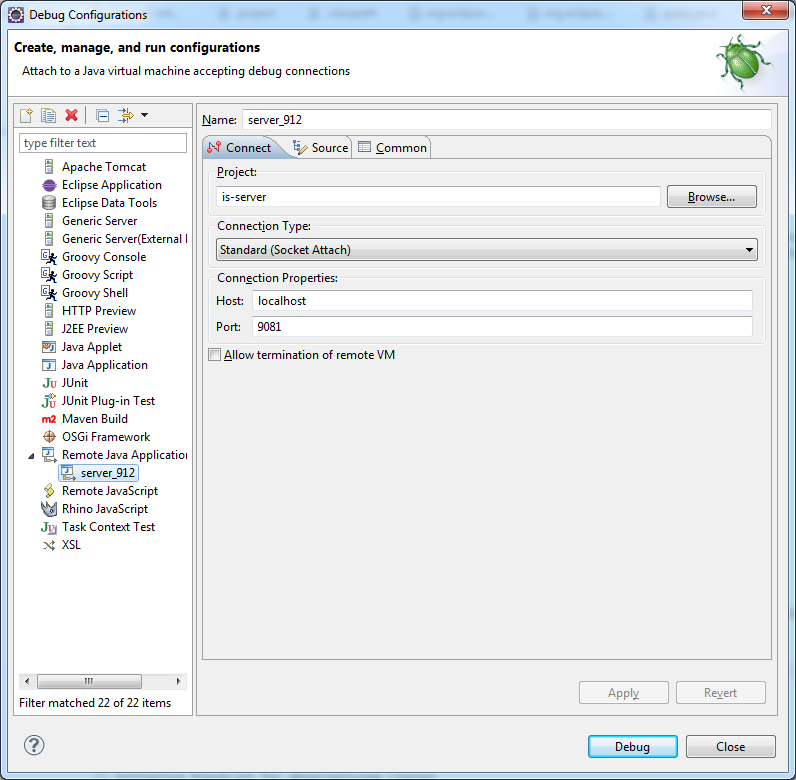 Debug Configurations
Create, manage, and run configurations
Attach to a Java virtual machine accepting debug connections
type filter text
Apache Tomcat
Eclipse Application
Eclipse Data Tools
Generic Server
Generic Server(External l
Groovy Console
Groovy Script
Groovy Shell
HTTP Preview
J2EE Preview
Java Applet
Java Application
JUnit
JUnit Plug-in Test
Maven Build
OSGi Framework
Remote Java Application
server_912
Remote JavaScript
Rhino JavaScript
Task Context Test
XSL
Filter matched 22 of 22 items
Name: server_912
Connect Source Common
Project:
is-server Browse...
Connection Type:
Standard (Socket Attach)
Connection Properties:
Host: localhost
Port: 9081
Allow termination of remote VM
Apply Revert
Debug Close